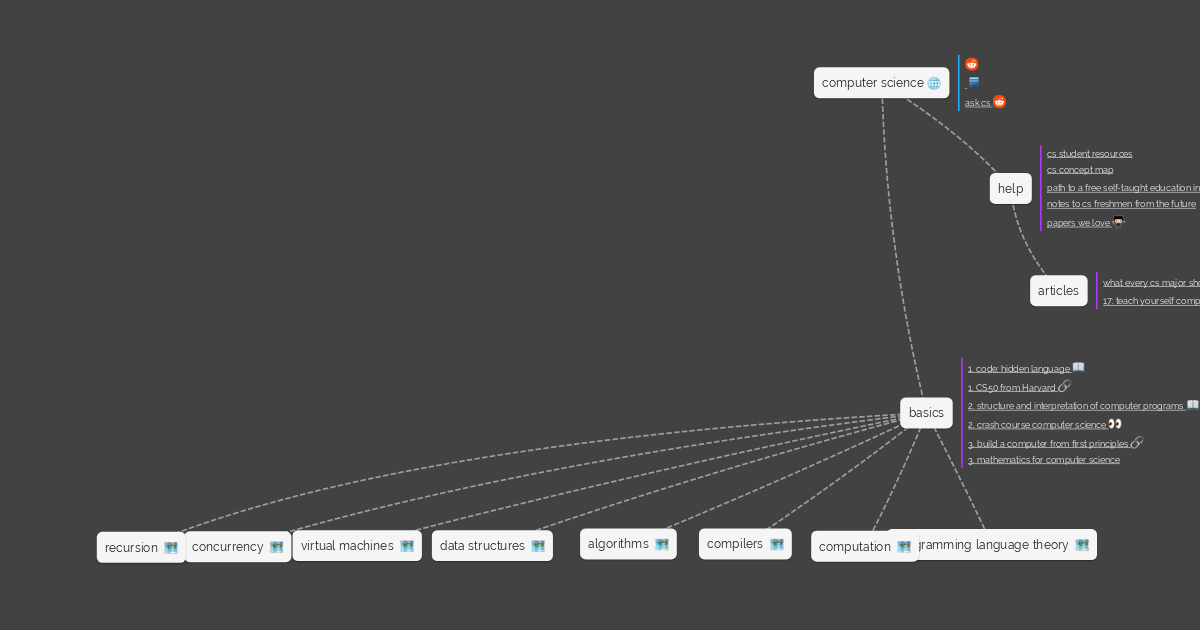 computer science
ask cs
cs student resources
cs concept map
help
path to a free self-taught education in
notes to cs freshmen from the future
papers we love
articles
what every cs major
17: teach yourself
1. code: hidden language
1. CS50 from Harvard
basics
2. structure and interpretation of computer programs
2. crash course computer science
3. build a computer from first principles
3. mathematics for computer science
recursion
concurrency
virtual machines
data structures
algorithms
compilers
computation
language theory